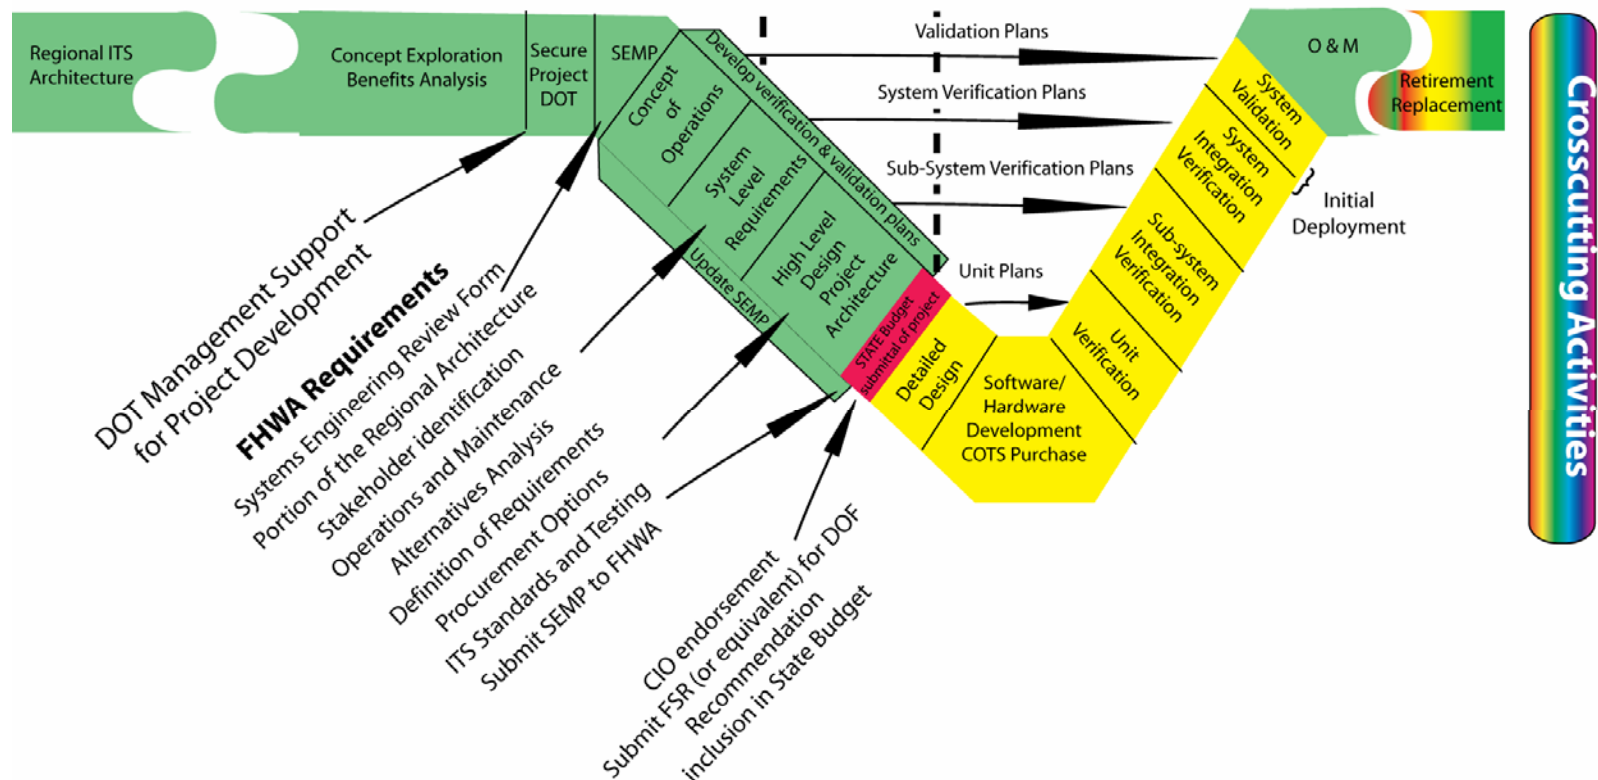 Regional ITS
Architecture
Concept Exploration
Benefits Analysis
Secure
Project
DOT
SEMP
Concept
of
Operations
System
Level
Requirements
High Level
Design
Project
Architecture
Develop verification & validation plans
Update SEMP
STATE Budget
submittal of project
Detailed
Design
Software/
Hardware
Development
COTS Purchase
Unit
Verification
Sub-system
Integration
Verification
System
Integration
Verification
System
Validation
O & M
Retirement
Replacement
Validation Plans
System Verification Plans
Sub-System Verification Plans
Unit Plans
Initial
Deployment
Crosscutting Activities
DOT Management Support
for Project Development
FHWA Requirements
Systems Engineering Review Form
Portion of the Regional Architecture
Stakeholder identification
Operations and Maintenance
Alternatives Analysis
Definition of Requirements
Procurement Options
ITS Standards and Testing
Submit SEMP to FHWA
CIO endorsement
Submit FSR (or equivalent) for DOF
Recommendation
inclusion in State Budget